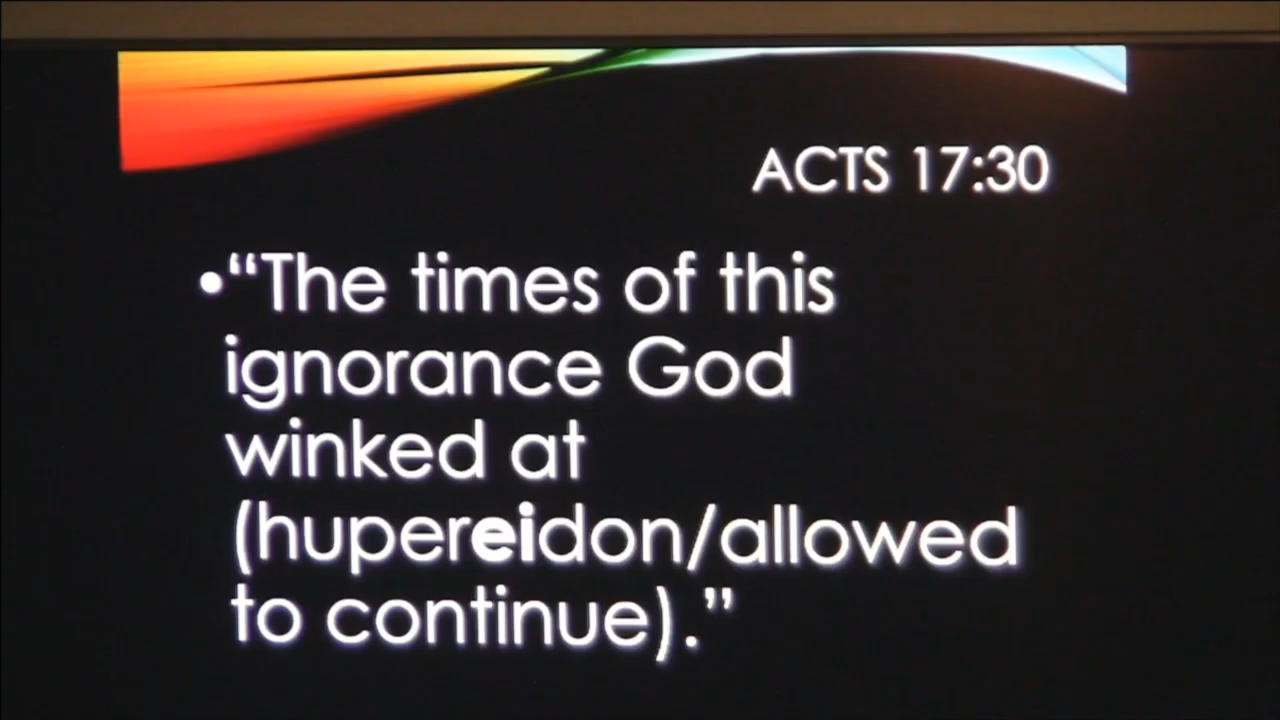 ACTS 17:30
•“The times of this
ignorance God
winked at
(hupereidon/allowed
to continue).”